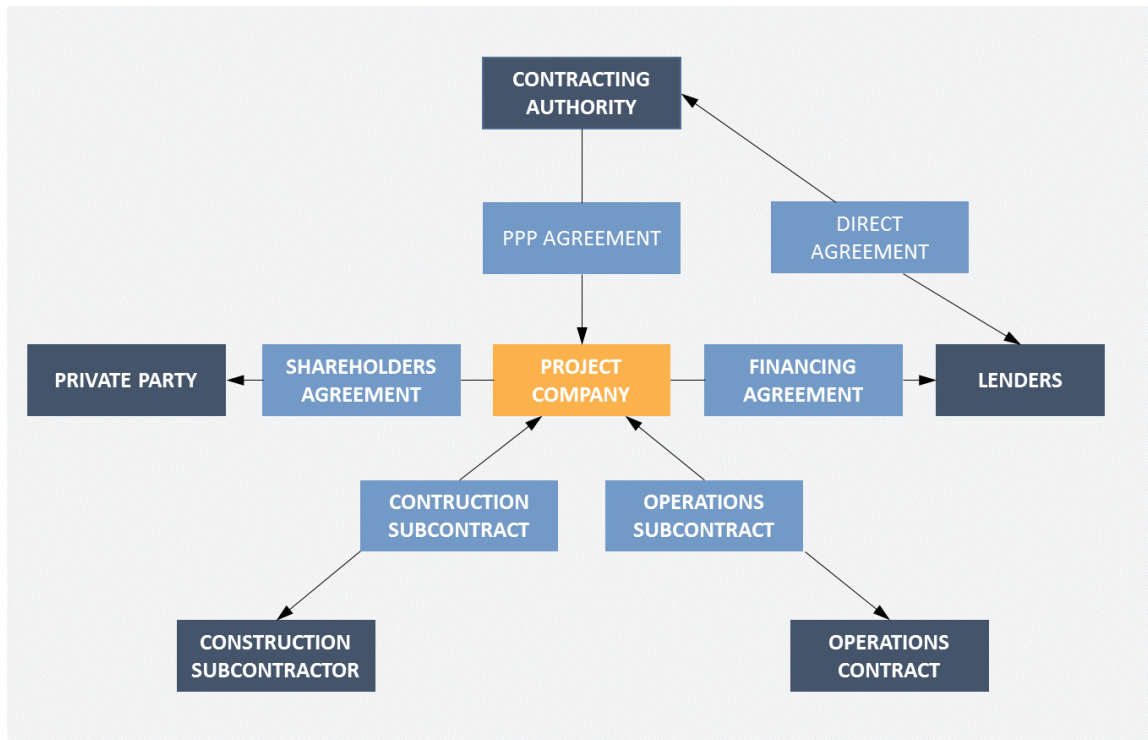 CONTRACTING
AUTHORITY
PPP AGREEMENT
DIRECT
AGREEMENT
PRIVATE PARTY
SHAREHOLDERS
AGREEMENT
PROJECT
COMPANY
FINANCING
AGREEMENT
LENDERS
CONTRUCTION
SUBCONTRACT
OPERATIONS
SUBCONTRACT
CONSTRUCTION
SUBCONTRACTOR
OPERATIONS
CONTRACT